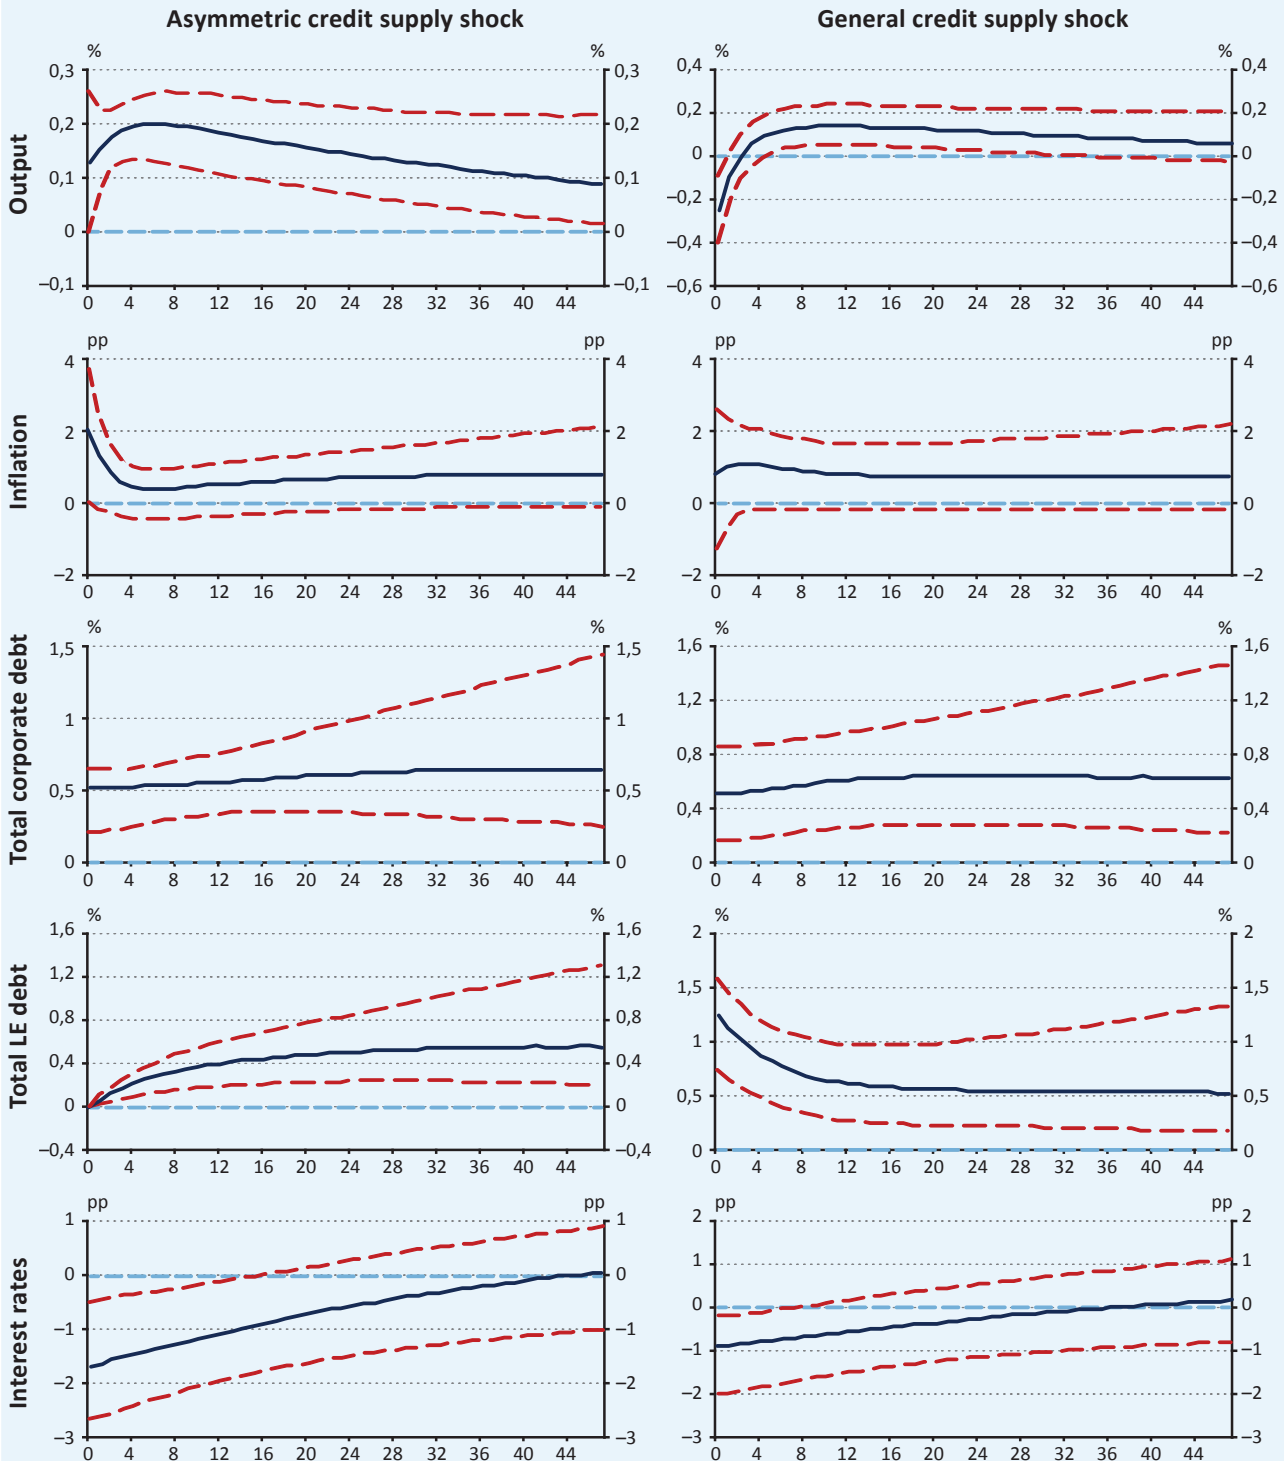 Asymmetric credit supply shock General credit supply shock
Output
% % % %
0,3 0,3 0,4 0,4
0,2 0,2 0,2 0,2
0,1 0,1 0 0
0 0 –0,2 –0,2
–0,4 –0,4
–0,1 –0,1 –0,6 –0,6
0 4 8 12 16 20 24 28 32 36 40 44 0 4 8 12 16 20 24 28 32 36 40 44
Inflation
pp pp pp pp
4 4 4 4
2 2 2 2
0 0 0 0
–2 –2 –2 –2
0 4 8 12 16 20 24 28 32 36 40 44 0 4 8 12 16 20 24 28 32 36 40 44
Total corporate debt
% % % %
1,5 1,5 1,6 1,6
1 1 1,2 1,2
0,8 0,8
0,5 0,5 0,4 0,4
0 0 0 0
0 4 8 12 16 20 24 28 32 36 40 44 0 4 8 12 16 20 24 28 32 36 40 44
Total LE debt
% % % %
1,6 1,6 2 2
1,2 1,2 1,5 1,5
0,8 0,8 1 1
0,4 0,4 0,5 0,5
0 0
–0,4 –0,4 0 0
0 4 8 12 16 20 24 28 32 36 40 44 0 4 8 12 16 20 24 28 32 36 40 44
Interest rates
pp pp pp pp
1 1 2 2
0 0 1 1
–1 –1 0 0
–2 –2 –1 –1
–2 –2
–3 –3 –3 –3
0 4 8 12 16 20 24 28 32 36 40 44 0 4 8 12 16 20 24 28 32 36 40 44